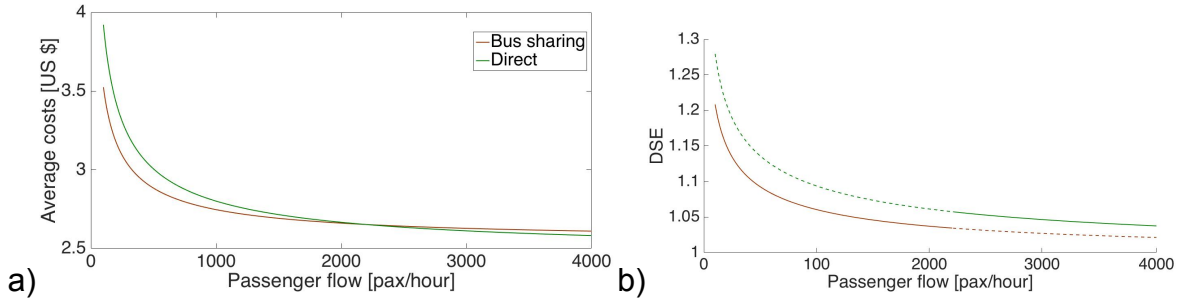 a)
Average costs [US $]
4
3.5
3
2.5
Bus sharing
Direct
0
1000
2000
3000
4000
Passenger flow [pax/hour]
b)
DSE
1.3
1.25
1.2
1.15
1.1
1.05
1
0
100
2000
3000
4000
Passenger flow [pax/hour]